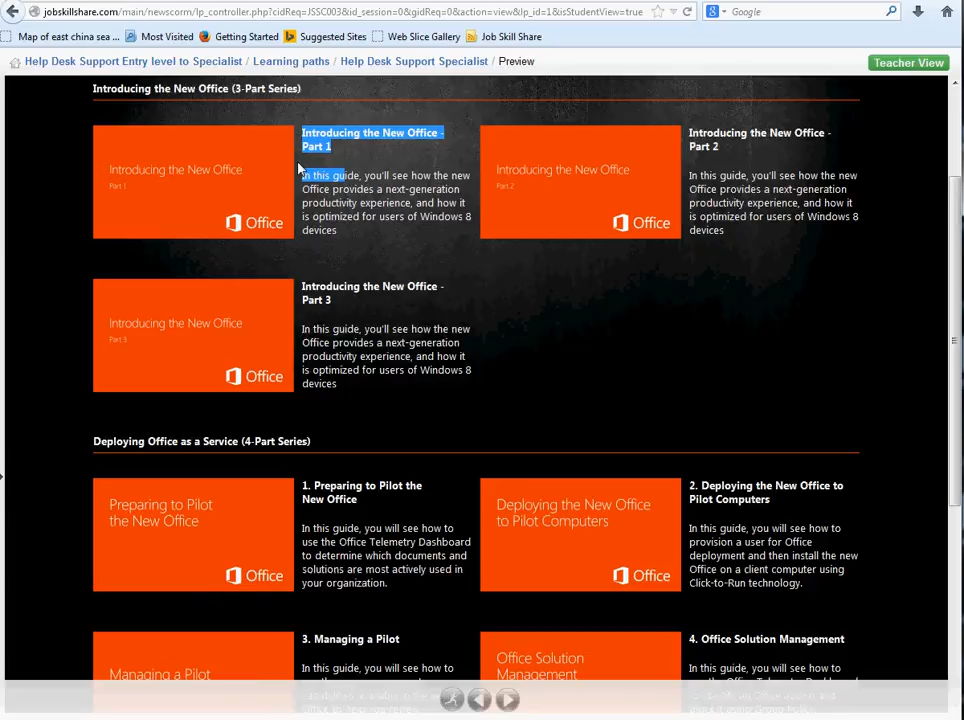 jobskillshare.com/main/newscorm/lp_controller.php?cidReq=JSSC003&id_session=0&gidReq=0&action=view&lp_id=1&isStudentView=true
Google
Map of east china sea ...
Most Visited
Getting Started
Suggested Sites
Web Slice Gallery
Job Skill Share
Help Desk Support Entry level to Specialist / Learning paths / Help Desk Support Specialist / Preview
Teacher View
Introducing the New Office (3-Part Series)
Introducing the New Office
Part 1
Office
Introducing the New Office -
Part 1
In this guide, you'll see how the new
Office provides a next-generation
productivity experience, and how it
is optimized for users of Windows 8
devices
Introducing the New Office
Part 2
Office
Introducing the New Office -
Part 2
In this guide, you'll see how the new
Office provides a next-generation
productivity experience, and how it
is optimized for users of Windows 8
devices
Introducing the New Office
Part 3
Office
Introducing the New Office -
Part 3
In this guide, you'll see how the new
Office provides a next-generation
productivity experience, and how it
is optimized for users of Windows 8
devices
Deploying Office as a Service (4-Part Series)
Preparing to Pilot
the New Office
Office
1. Preparing to Pilot the
New Office
In this guide, you will see how to
use the Office Telemetry Dashboard
to determine which documents and
solutions are most actively used in
your organization.
Deploying the New Office
to Pilot Computers
Office
2. Deploying the New Office to
Pilot Computers
In this guide, you will see how to
provision a user for Office
deployment and then install the new
Office on a client computer using
Click-to-Run technology.
Managing a Pilot
3. Managing a Pilot
In this guide, you will see how to
Office Solution
Management
4. Office Solution Management
In this guide, you will see how to